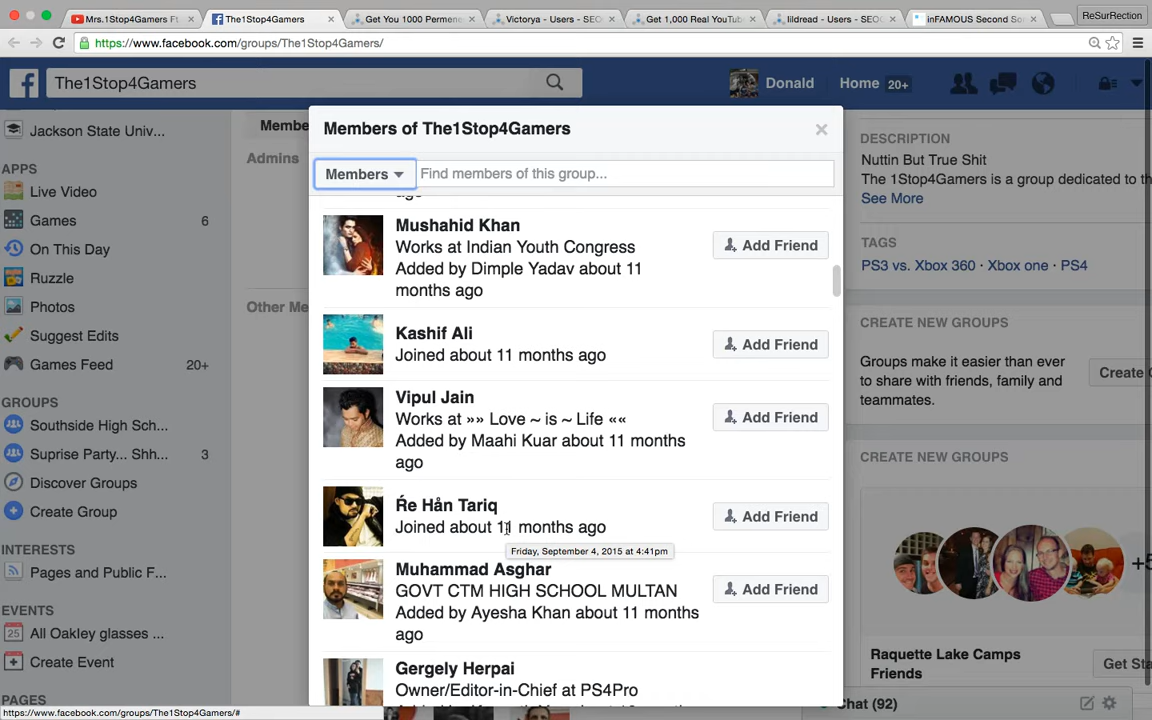 Mrs.1Stop4Gamers Ft
The1Stop4Gamers
Get You 1000 Permene
Victorya - Users - SEO
Get 1,000 Real YouTub
lildread - Users - SEOC
inFAMOUS Second So
ReSurRection
https://www.facebook.com/groups/The1Stop4Gamers/
The1Stop4Gamers
Donald
Home 20+
Jackson State Univ...
APPS
Live Video
Games 6
On This Day
Ruzzle
Photos
Suggest Edits
Games Feed 20+
GROUPS
Southside High Sch...
Suprise Party... Shh... 3
Discover Groups
Create Group
INTERESTS
Pages and Public F...
EVENTS
All Oakley glasses ...
25
Create Event
PAGES
https://www.facebook.com/groups/The1Stop4Gamers/#
Membe
Admins
Other Me
Members of The1Stop4Gamers
Members
Find members of this group...
ago
Mushahid Khan
Works at Indian Youth Congress
Added by Dimple Yadav about 11
months ago
Add Friend
Kashif Ali
Joined about 11 months ago
Add Friend
Vipul Jain
Works at »» Love ~ is ~ Life ««
Added by Maahi Kuar about 11 months
ago
Add Friend
Ŕe Hån Tariq
Joined about 11 months ago
Add Friend
Friday, September 4, 2015 at 4:41pm
Muhammad Asghar
GOVT CTM HIGH SCHOOL MULTAN
Added by Ayesha Khan about 11 months
ago
Add Friend
Gergely Herpai
Owner/Editor-in-Chief at PS4Pro
DESCRIPTION
Nuttin But True Shit
The 1Stop4Gamers is a group dedicated to th
See More
TAGS
PS3 vs. Xbox 360 · Xbox one · PS4
CREATE NEW GROUPS
Groups make it easier than ever
to share with friends, family and
teammates.
Create
CREATE NEW GROUPS
+5
Raquette Lake Camps
Friends
Get Sta
Chat (92)